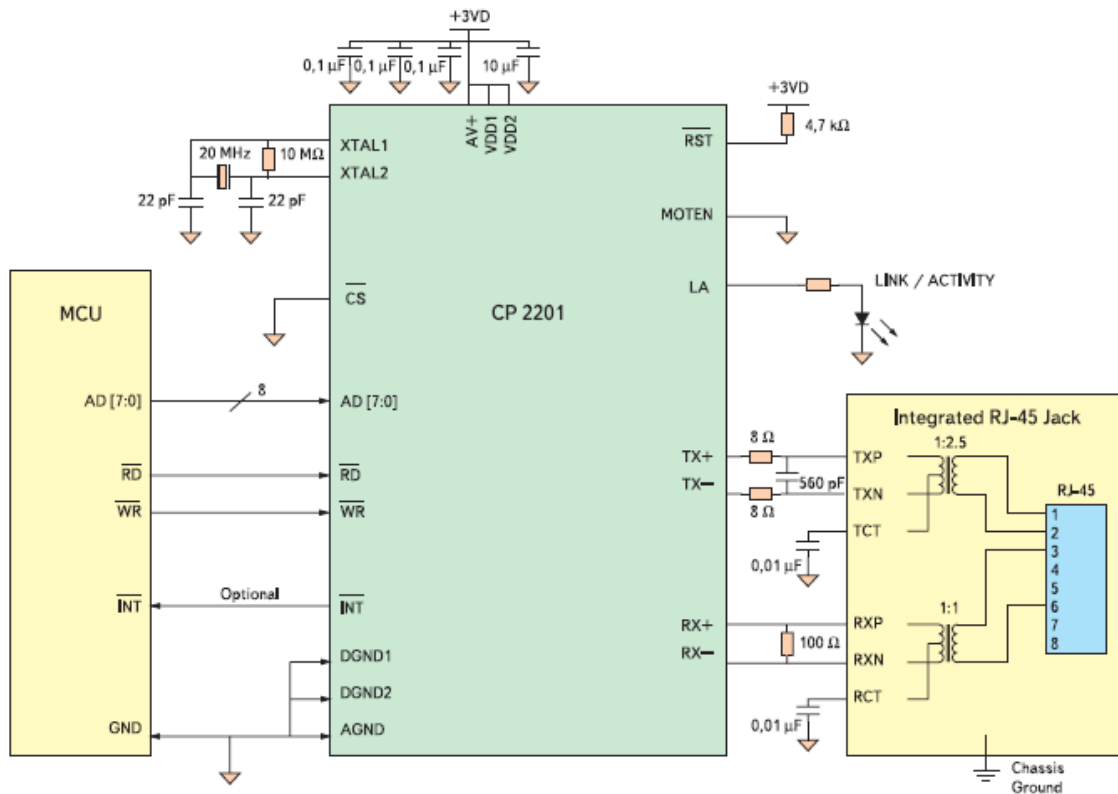 +3VD
0,1 µF 0,1 µF 0,1 µF 10 µF
AV+
VDD1
VDD2
+3VD
4,7 kΩ
RST
XTAL1
20 MHz
10 MΩ
XTAL2
22 pF
22 pF
MOTEN
CS
LA
LINK / ACTIVITY
MCU
CP 2201
AD [7:0]
8
AD [7:0]
RD
RD
WR
WR
INT
Optional
INT
DGND1
DGND2
GND
AGND
TX+
8 Ω
TX−
8 Ω
560 pF
0,01 µF
RX+
RX−
100 Ω
0,01 µF
Integrated RJ-45 Jack
1:2.5
TXP
TXN
TCT
RJ-45
1
2
3
4
5
6
7
8
1:1
RXP
RXN
RCT
Chassis
Ground